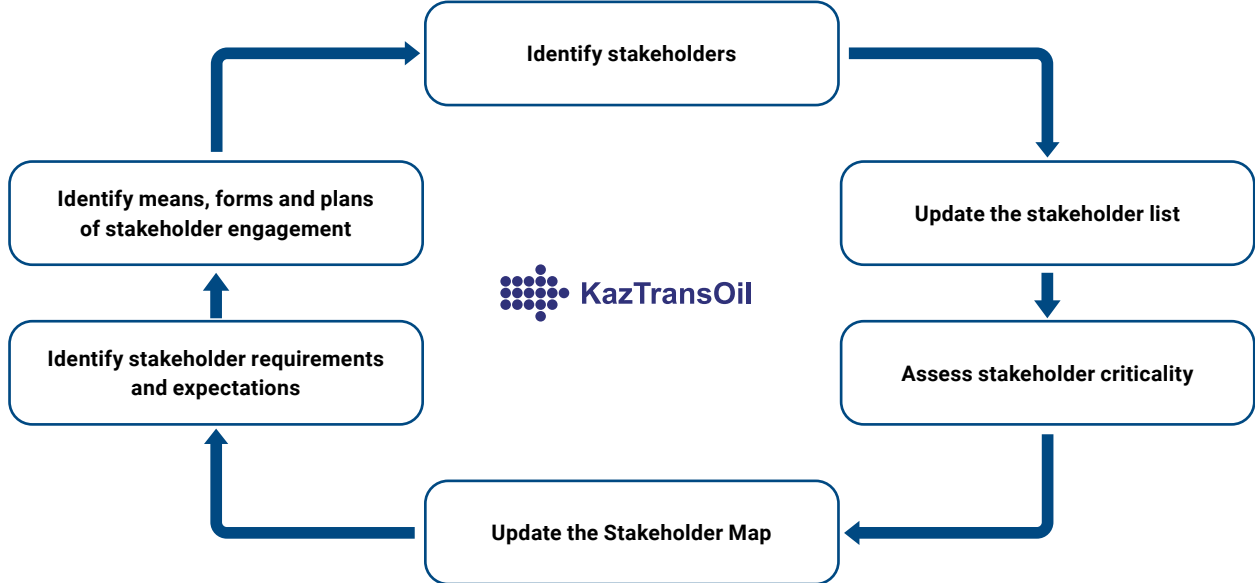 Identify stakeholders
Update the stakeholder list
Assess stakeholder criticality
Update the Stakeholder Map
Identify stakeholder requirements
and expectations
Identify means, forms and plans
of stakeholder engagement
KazTransOil